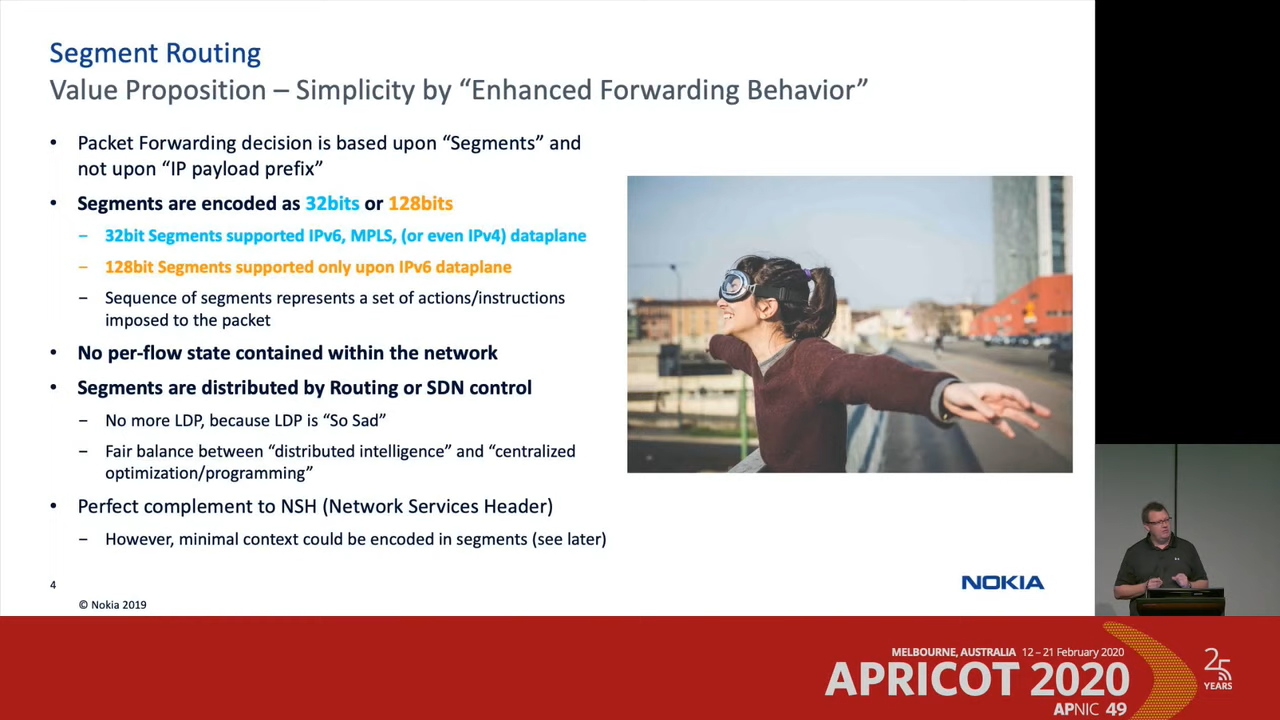 Segment Routing
Value Proposition – Simplicity by “Enhanced Forwarding Behavior”
• Packet Forwarding decision is based upon “Segments” and
not upon “IP payload prefix”
• Segments are encoded as 32bits or 128bits
– 32bit Segments supported IPv6, MPLS, (or even IPv4) dataplane
– 128bit Segments supported only upon IPv6 dataplane
– Sequence of segments represents a set of actions/instructions
imposed to the packet
• No per-flow state contained within the network
• Segments are distributed by Routing or SDN control
– No more LDP, because LDP is “So Sad”
– Fair balance between “distributed intelligence” and “centralized
optimization/programming”
• Perfect complement to NSH (Network Services Header)
– However, minimal context could be encoded in segments (see later)
4
© Nokia 2019
NOKIA
MELBOURNE, AUSTRALIA 12 – 21 February 2020
APRICOT 2020
APNIC 49
25
YEARS